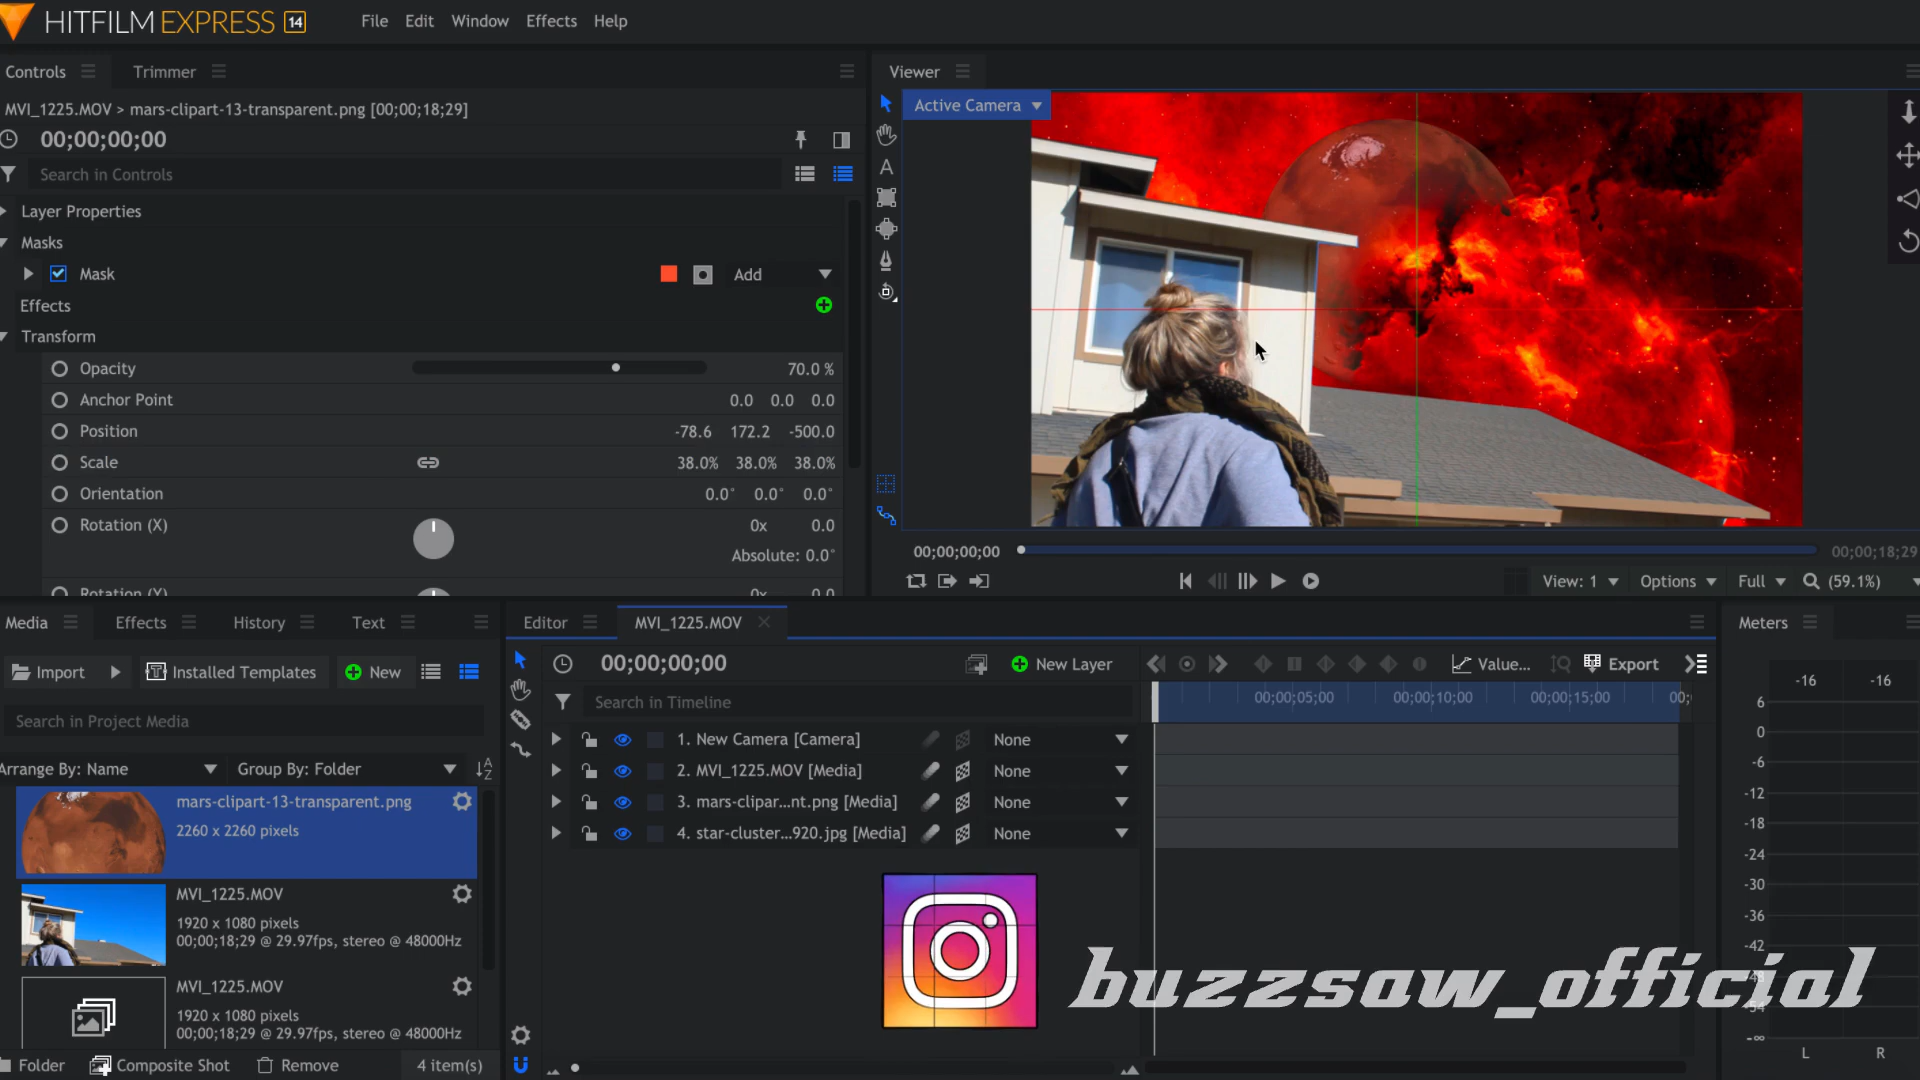 HITFILM EXPRESS 14 File Edit Window Effects Help
Controls Trimmer
MVI_1225.MOV > mars-clipart-13-transparent.png [00;00;18;29]
00;00;00;00
Search in Controls
Layer Properties
Masks
Mask Add
Effects
Transform
Opacity 70.0 %
Anchor Point 0.0 0.0 0.0
Position -78.6 172.2 -500.0
Scale 38.0% 38.0% 38.0%
Orientation 0.0° 0.0° 0.0°
Rotation (X) 0x 0.0
Absolute: 0.0°
Rotation (Y) 0x 0.0
Viewer
Active Camera
A
00;00;00;00 00;00;18;29
View: 1 Options Full (59.1%)
Media Effects History Text
Import Installed Templates New
Search in Project Media
Arrange By: Name Group By: Folder
mars-clipart-13-transparent.png
2260 x 2260 pixels
MVI_1225.MOV
1920 x 1080 pixels
00;00;18;29 @ 29.97fps, stereo @ 48000Hz
MVI_1225.MOV
1920 x 1080 pixels
00;00;18;29 @ 29.97fps, stereo @ 48000Hz
Folder Composite Shot Remove 4 item(s)
Editor MVI_1225.MOV
00;00;00;00 New Layer Value... Export
Search in Timeline 00;00;05;00 00;00;10;00 00;00;15;00 00;
1. New Camera [Camera] None
2. MVI_1225.MOV [Media] None
3. mars-clipar...nt.png [Media] None
4. star-cluster...920.jpg [Media] None
Meters
-16 -16
6
0
-6
-12
-18
-24
-30
-36
-42
-54
-∞
L R
buzzsaw_official